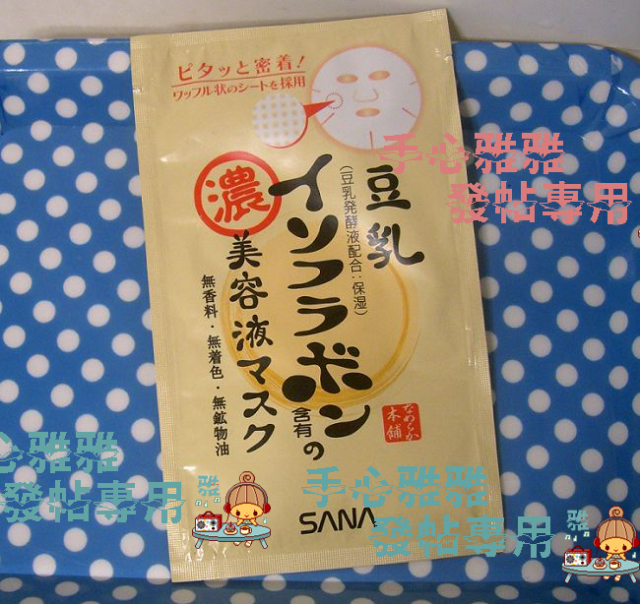 ピタッと密着!
ワッフル状のシートを採用
豆乳
(豆乳発酵液配合:保湿)
イソフラボン
含有の
濃
美容液マスク
無香料・無着色・無鉱物油
なめらか
本舗
SANA
手心雅雅
發帖專用
心雅雅
發帖專用
雅
手心雅雅
發帖專用
雅